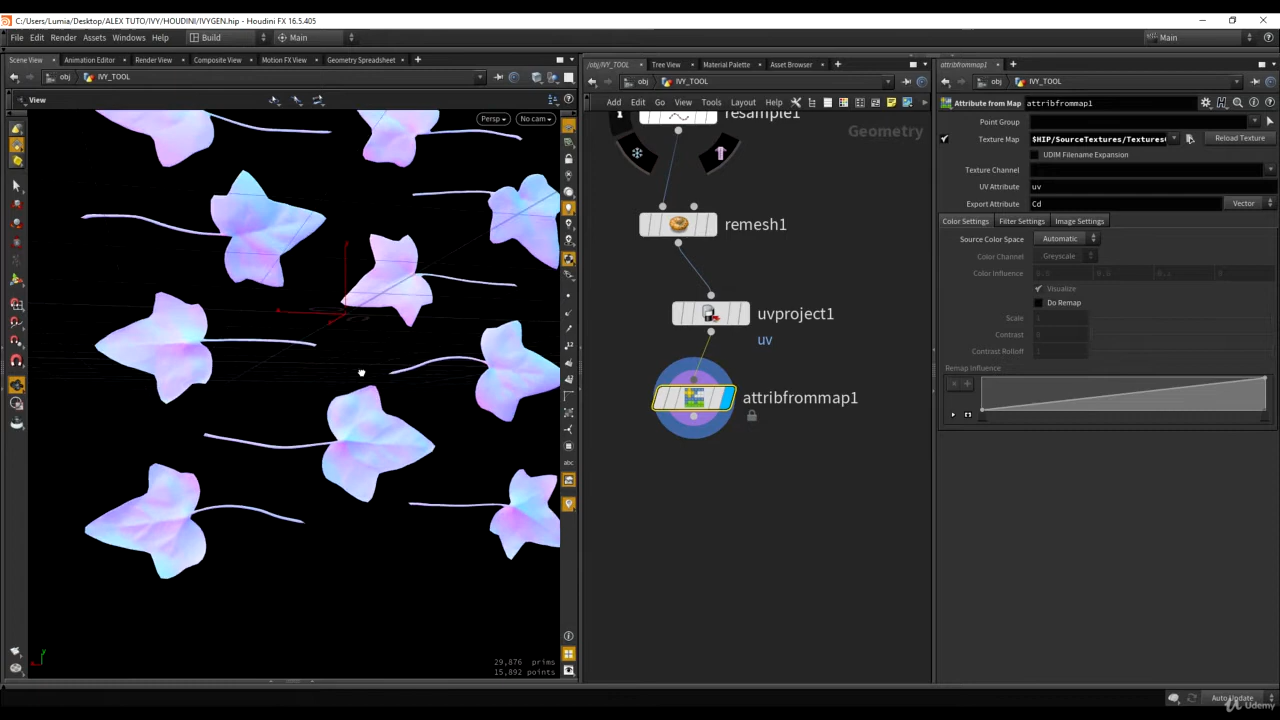 C:/Users/Lumia/Desktop/ALEX TUTO/IVY/HOUDINI/IVYGEN.hip - Houdini FX 16.5.405
File Edit Render Assets Windows Help
Build
Main
Main
Scene View
Animation Editor
Render View
Composite View
Motion FX View
Geometry Spreadsheet
/obj/IVY_TOOL
Tree View
Material Palette
Asset Browser
attribfrommap1
obj
IVY_TOOL
obj
IVY_TOOL
obj
IVY_TOOL
View
Add Edit Go View Tools Layout Help
Attribute from Map
attribfrommap1
Persp
No cam
resample1
Geometry
remesh1
uvproject1
uv
attribfrommap1
Point Group
Texture Map
$HIP/SourceTextures/Textures
Reload Texture
UDIM Filename Expansion
Texture Channel
UV Attribute
uv
Export Attribute
Cd
Vector
Color Settings
Filter Settings
Image Settings
Source Color Space
Automatic
Color Channel
Greyscale
Color Influence
Visualize
Do Remap
Scale
1
Contrast
0
Contrast Rolloff
1
Remap Influence
abc
y
29,876 prims
15,892 points
Auto Update
Udemy